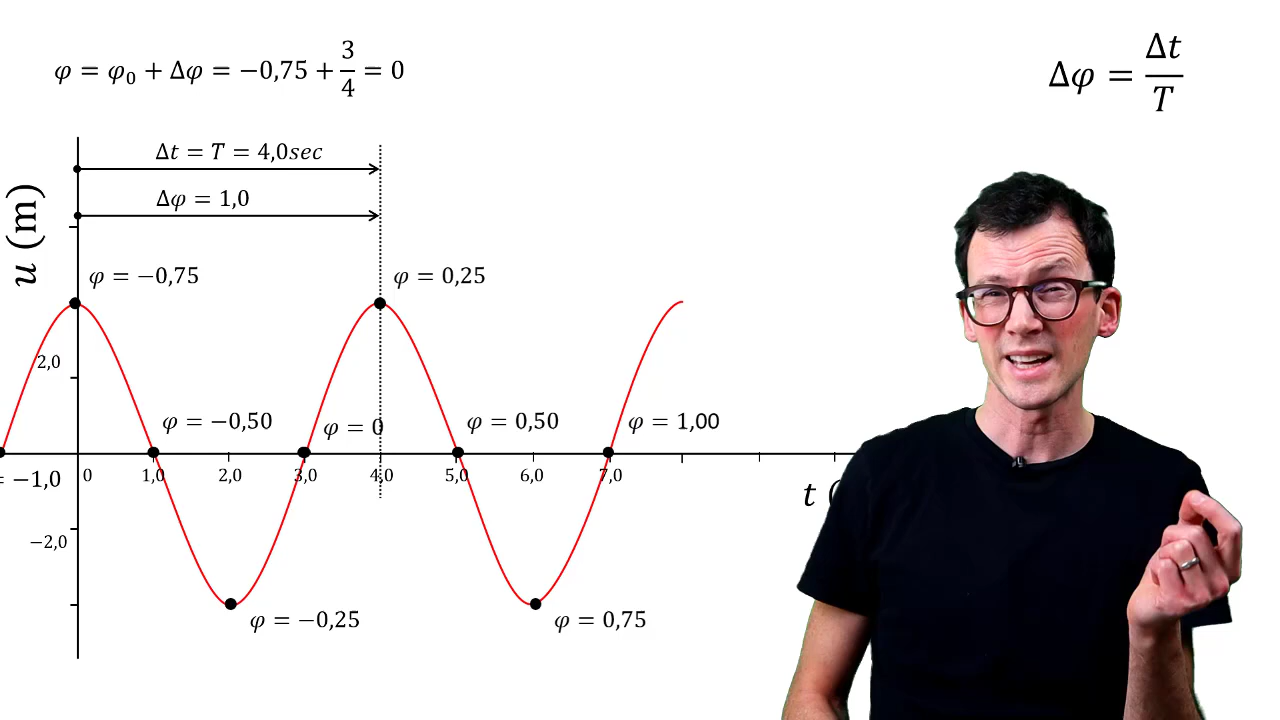 φ = φ₀ + Δφ = −0,75 + 3/4 = 0
Δφ = Δt/T
Δt = T = 4,0sec
Δφ = 1,0
u (m)
φ = −0,75
φ = 0,25
2,0
φ = −0,50
φ = 0
φ = 0,50
φ = 1,00
= −1,0
0 1,0 2,0 3,0 4,0 5,0 6,0 7,0
t (
−2,0
φ = −0,25
φ = 0,75